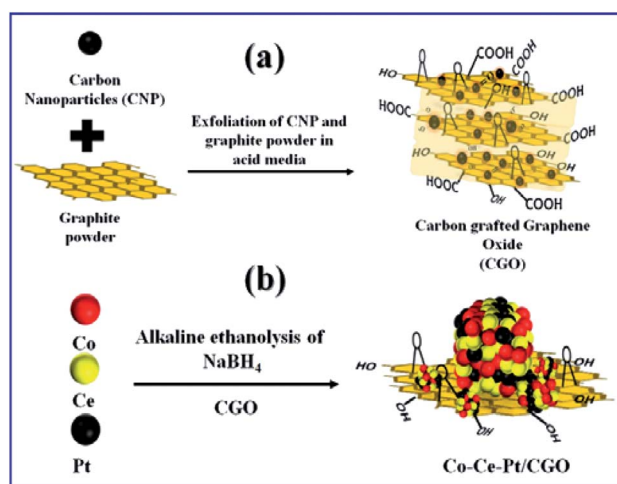 (a)
Carbon
Nanoparticles (CNP)
Graphite
powder
Exfoliation of CNP and
graphite powder in
acid media
COOH
COOH
HO
COOH
OH
HOOC
OH
COOH
HO
OH
HOOC
COOH
OH
Carbon grafted Graphene
Oxide
(CGO)
(b)
Co
Ce
Pt
Alkaline ethanolysis of
NaBH4
CGO
HO
OH
OH
OH
OH
Co-Ce-Pt/CGO